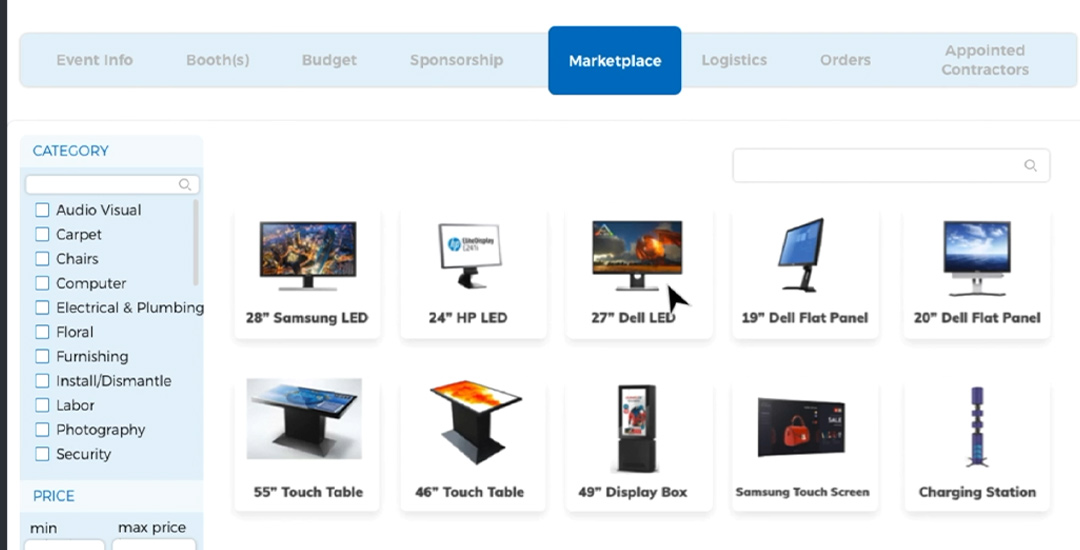 Event Info
Booth(s)
Budget
Sponsorship
Marketplace
Logistics
Orders
Appointed
Contractors
CATEGORY
Audio Visual
Carpet
Chairs
Computer
Electrical & Plumbing
Floral
Furnishing
Install/Dismantle
Labor
Photography
Security
PRICE
min
max price
hp EliteDisplay
28” Samsung LED
24” HP LED
27” Dell LED
19” Dell Flat Panel
20” Dell Flat Panel
SALE
55” Touch Table
46” Touch Table
49” Display Box
Samsung Touch Screen
Charging Station